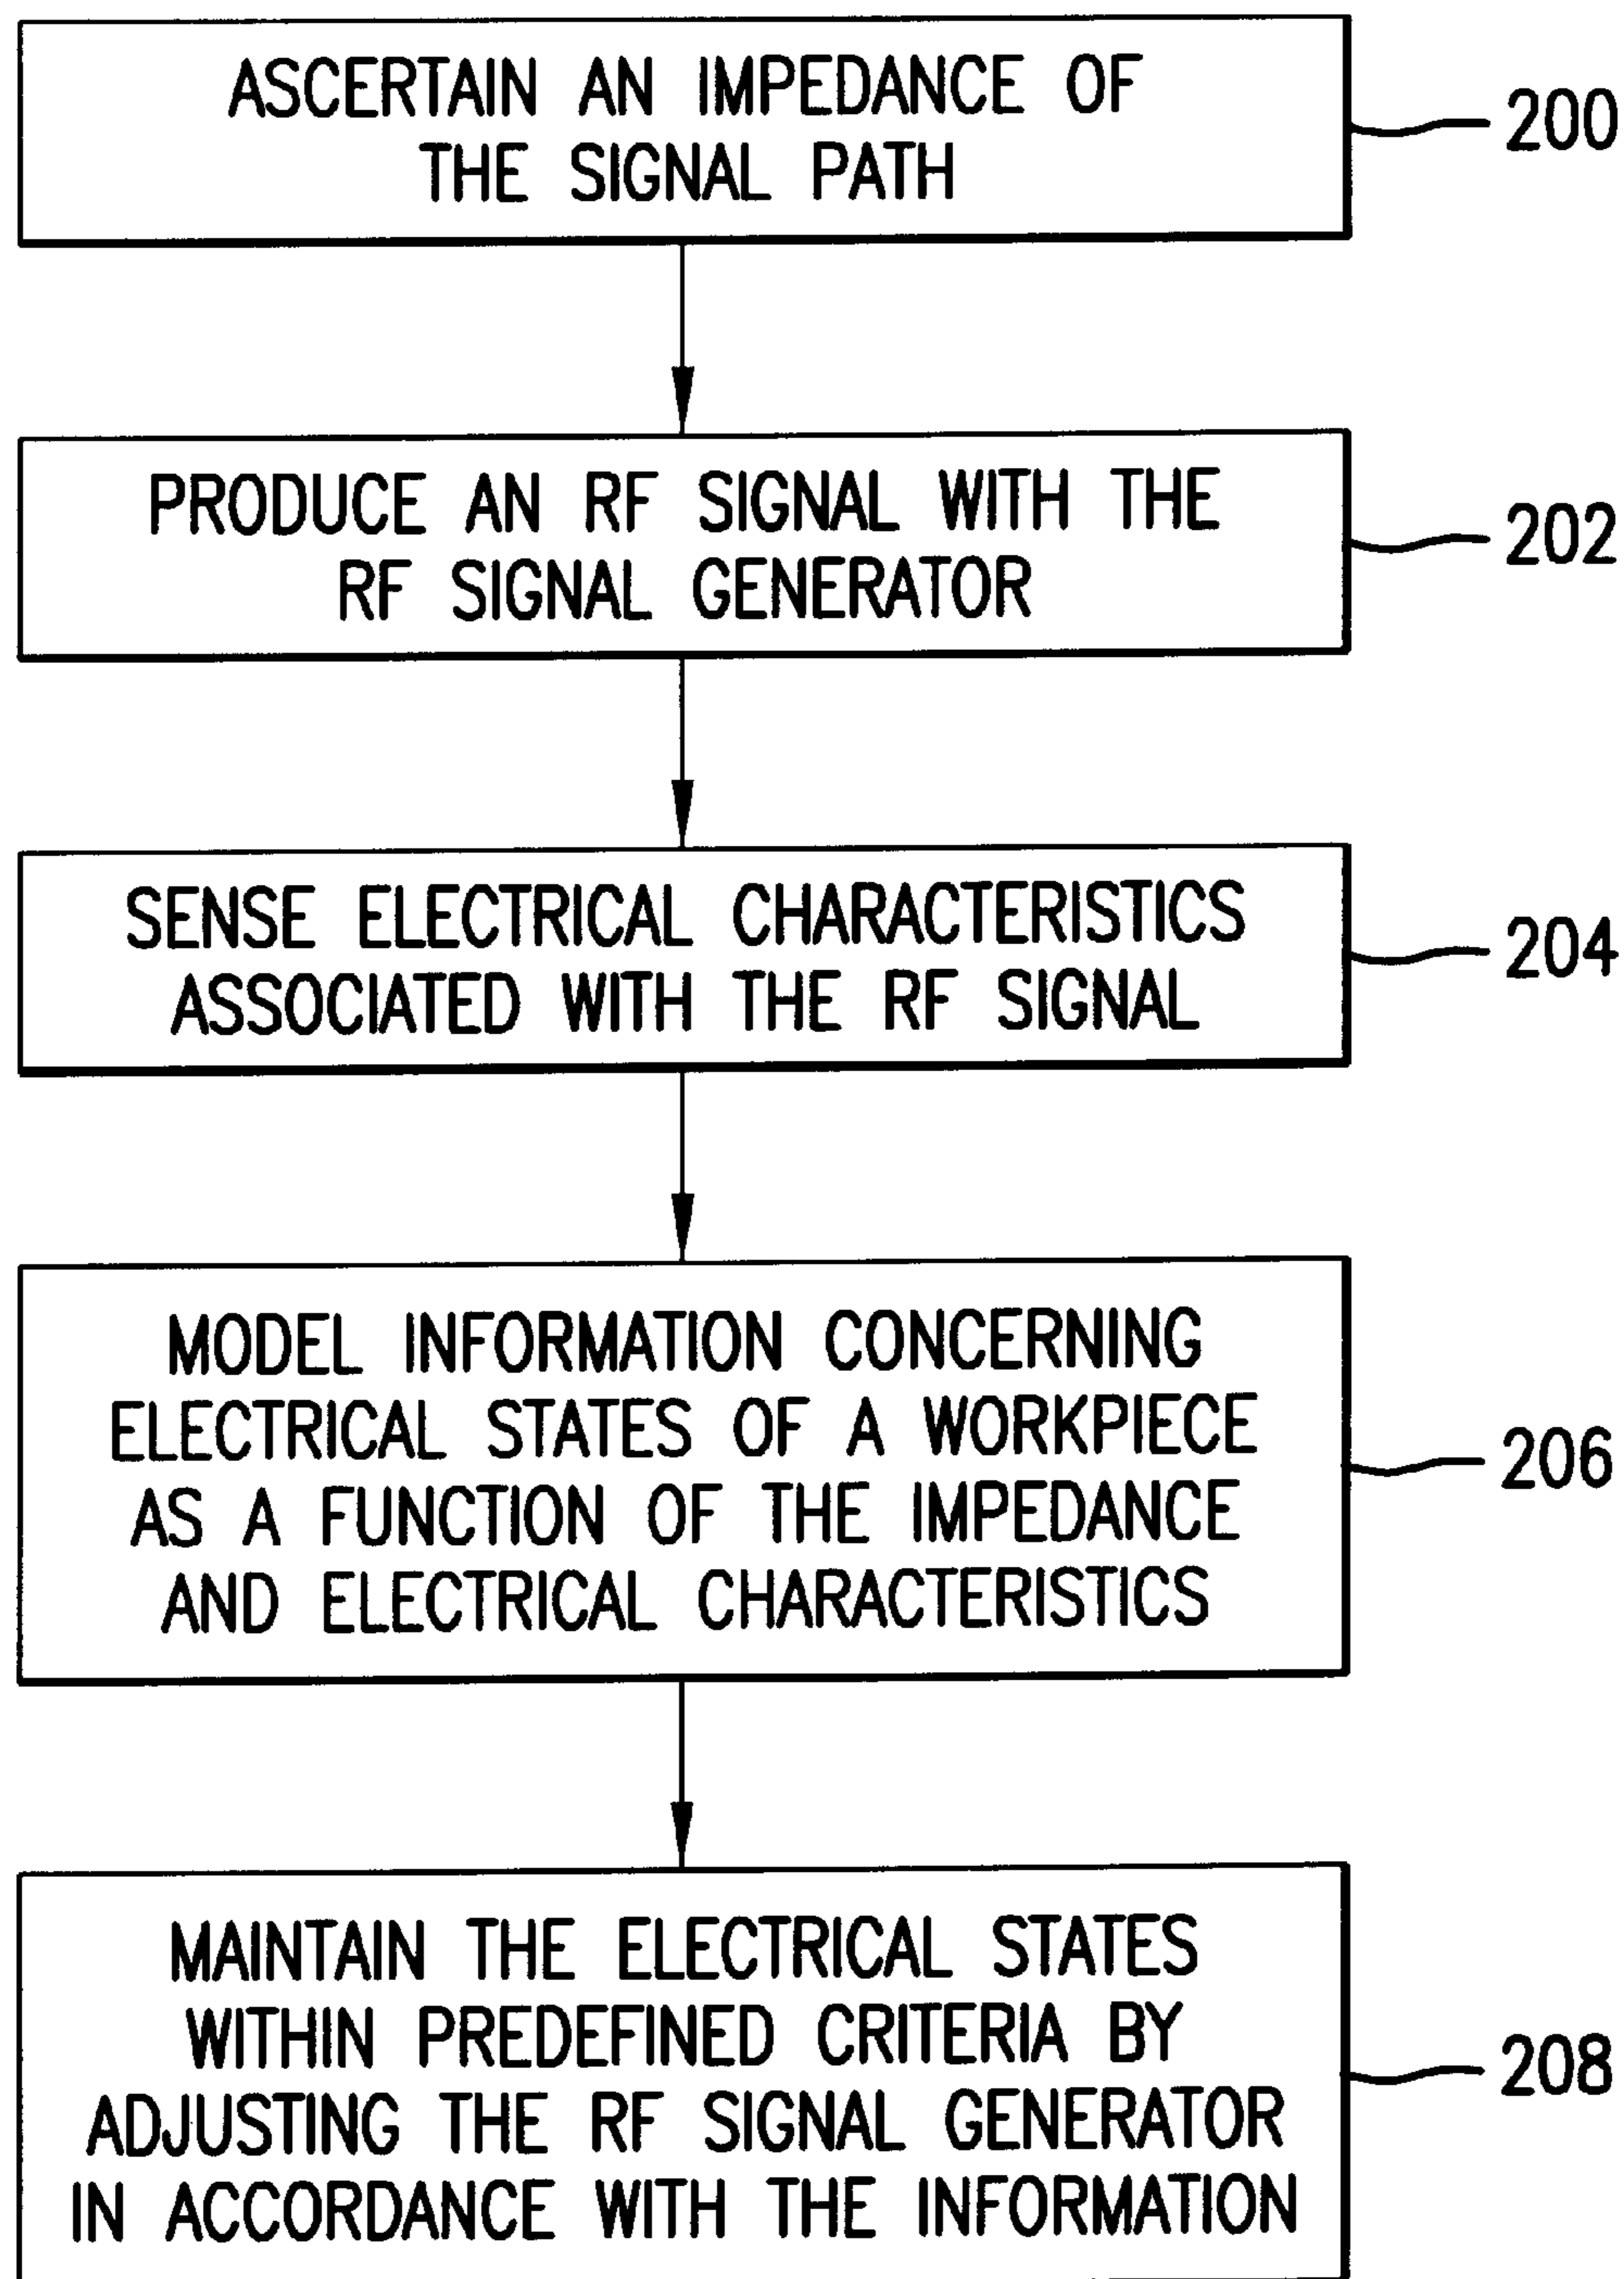 ASCERTAIN AN IMPEDANCE OF
THE SIGNAL PATH
200
PRODUCE AN RF SIGNAL WITH THE
RF SIGNAL GENERATOR
202
SENSE ELECTRICAL CHARACTERISTICS
ASSOCIATED WITH THE RF SIGNAL
204
MODEL INFORMATION CONCERNING
ELECTRICAL STATES OF A WORKPIECE
AS A FUNCTION OF THE IMPEDANCE
AND ELECTRICAL CHARACTERISTICS
206
MAINTAIN THE ELECTRICAL STATES
WITHIN PREDEFINED CRITERIA BY
ADJUSTING THE RF SIGNAL GENERATOR
IN ACCORDANCE WITH THE INFORMATION
208